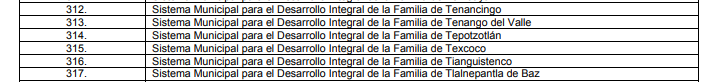 312. Sistema Municipal para el Desarrollo Integral de la Familia de Tenancingo
313. Sistema Municipal para el Desarrollo Integral de la Familia de Tenango del Valle
314. Sistema Municipal para el Desarrollo Integral de la Familia de Tepotzotlán
315. Sistema Municipal para el Desarrollo Integral de la Familia de Texcoco
316. Sistema Municipal para el Desarrollo Integral de la Familia de Tianguistenco
317. Sistema Municipal para el Desarrollo Integral de la Familia de Tlalnepantla de Baz